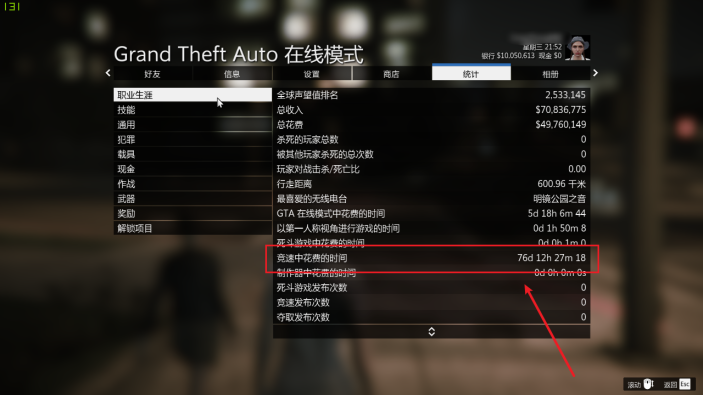 131
Grand Theft Auto 在线模式
星期三 21:52
银行 $10,050,613 现金 $0
好友 信息 设置 商店 统计 相册
职业生涯
技能
通用
犯罪
载具
现金
作战
武器
奖励
解锁项目
全球声望值排名 2,533,145
总收入 $70,836,775
总花费 $49,760,149
杀死的玩家总数 0
被其他玩家杀死的总次数 0
玩家对战击杀/死亡比 0.00
行走距离 600.96 千米
最喜爱的无线电台 明镜公园之音
GTA 在线模式中花费的时间 5d 18h 6m 44
以第一人称视角进行游戏的时间 0d 1h 50m 8
死斗游戏中花费的时间 0d 0h 1m 0
竞速中花费的时间 76d 12h 27m 18
制作器中花费的时间 0d 0h 0m 0s
死斗游戏发布次数 0
竞速发布次数 0
夺取发布次数 0
滚动 返回 Esc